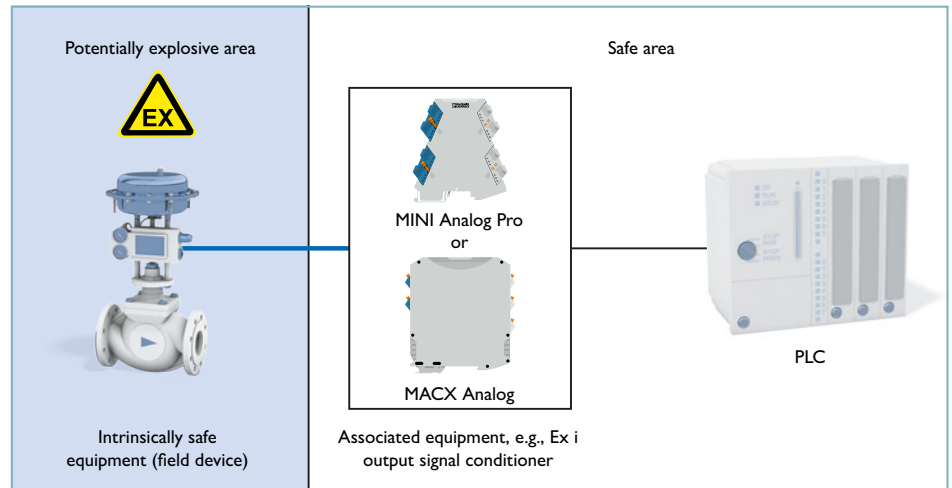 Potentially explosive area
Safe area
EX
MINI Analog Pro
or
MACX Analog
PLC
Intrinsically safe
equipment (field device)
Associated equipment, e.g., Ex i
output signal conditioner